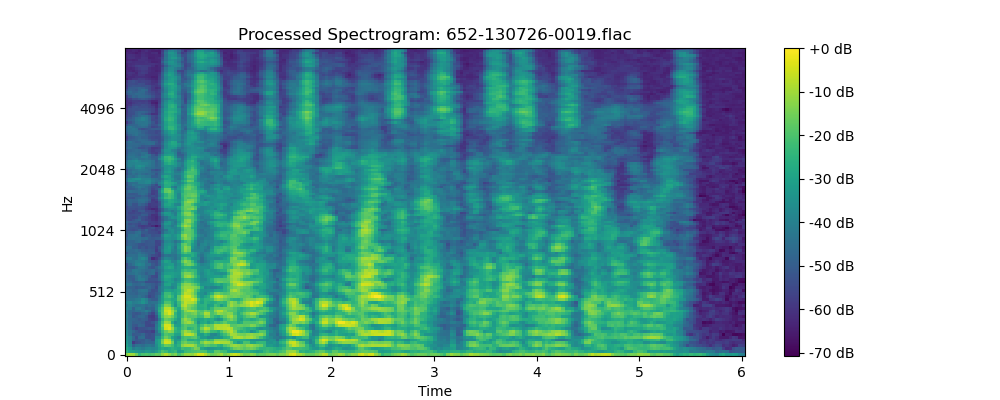 Processed Spectrogram: 652-130726-0019.flac
Hz
4096
2048
1024
512
0
0 1 2 3 4 5 6
Time
+0 dB
-10 dB
-20 dB
-30 dB
-40 dB
-50 dB
-60 dB
-70 dB